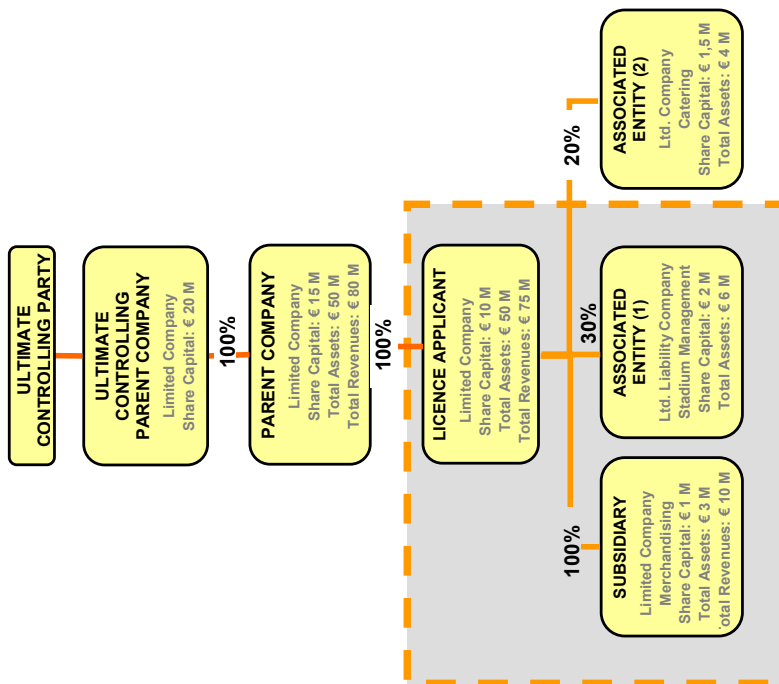 ULTIMATE
CONTROLLING PARTY
ULTIMATE
CONTROLLING
PARENT COMPANY
Limited Company
Share Capital: € 20 M
100%
PARENT COMPANY
Limited Company
Share Capital: € 15 M
Total Assets: € 50 M
Total Revenues: € 80 M
100%
LICENCE APPLICANT
Limited Company
Share Capital: € 10 M
Total Assets: € 50 M
Total Revenues: € 75 M
100%
30%
20%
SUBSIDIARY
Limited Company
Merchandising
Share Capital: € 1 M
Total Assets: € 3 M
otal Revenues: € 10 M
ASSOCIATED
ENTITY (1)
Ltd. Liability Company
Stadium Management
Share Capital: € 2 M
Total Assets: € 6 M
ASSOCIATED
ENTITY (2)
Ltd. Company
Catering
Share Capital: € 1,5 M
Total Assets: € 4 M